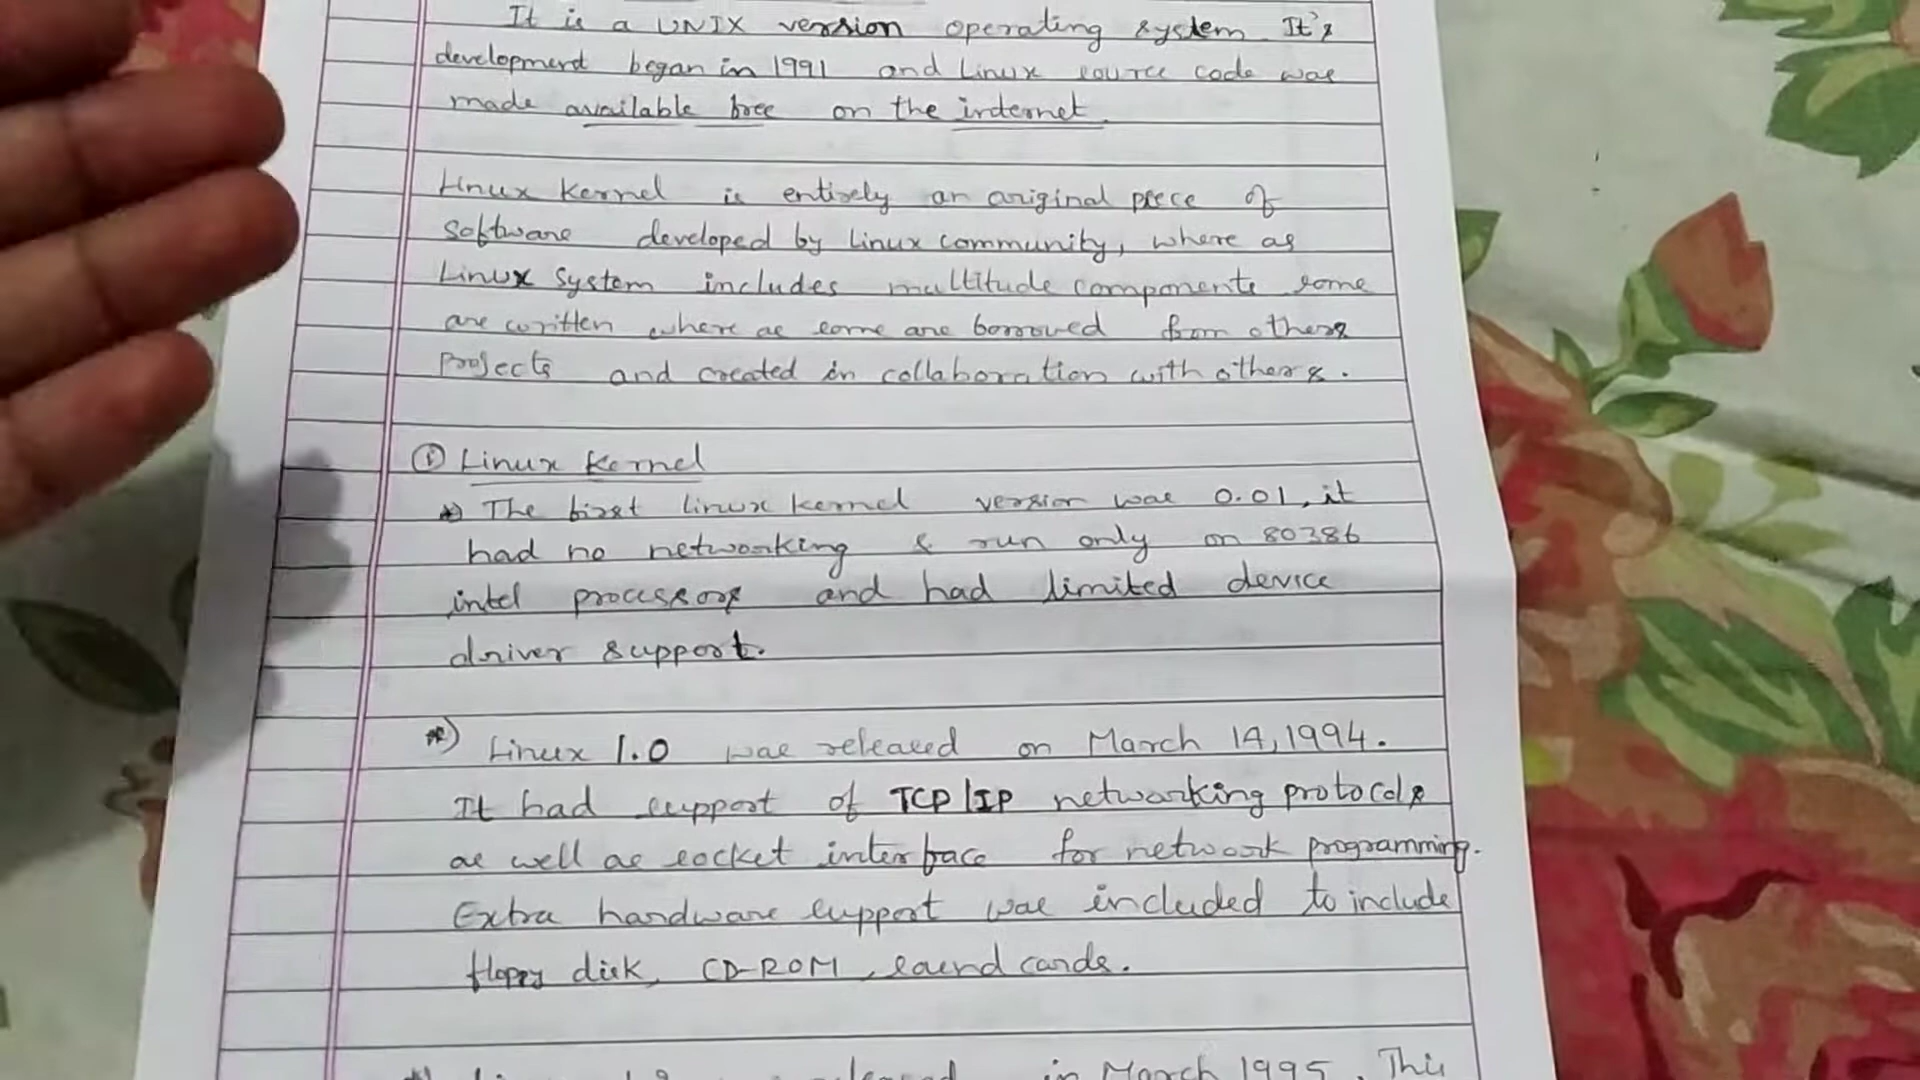 It is a UNIX version operating system. It's
development began in 1991 and Linux source code was
made available free on the internet.
Linux Kernel is entirely an original piece of
software developed by Linux community, where as
Linux System includes multitude components some
are written where as some are borrowed from others
Projects and created in collaboration with others.
① Linux Kernel
*) The first linux kernel version was 0.01, it
had no networking & run only on 80386
intel processors and had limited device
driver support.
*) Linux 1.0 was released on March 14, 1994.
It had support of TCP/IP networking protocols
as well as socket interface for network programming.
Extra hardware support was included to include
floppy disk, CD-ROM, sound cards.
released in March 1995. This